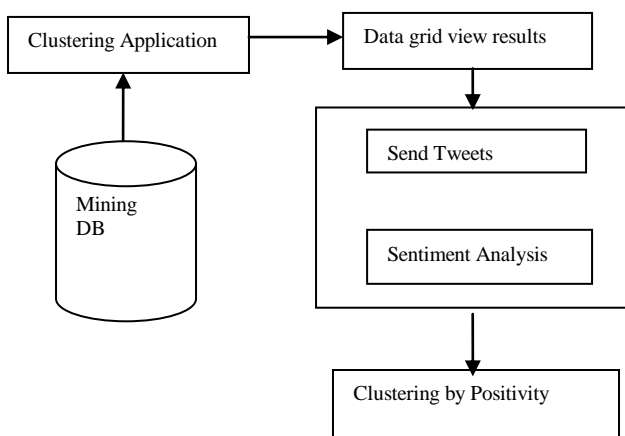 Clustering Application
Data grid view results
Send Tweets
Mining
DB
Sentiment Analysis
Clustering by Positivity